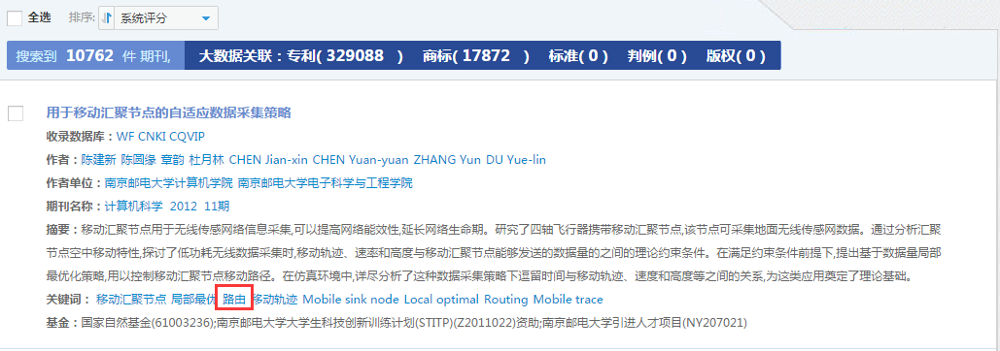 全选 排序: 系统评分
搜索到 10762 件 期刊, 大数据关联：专利( 329088 ) 商标( 17872 ) 标准( 0 ) 判例( 0 ) 版权( 0 )
用于移动汇聚节点的自适应数据采集策略
收录数据库：WF CNKI CQVIP
作者：陈建新 陈圆缘 章韵 杜月林 CHEN Jian-xin CHEN Yuan-yuan ZHANG Yun DU Yue-lin
作者单位：南京邮电大学计算机学院 南京邮电大学电子科学与工程学院
期刊名称：计算机科学 2012 11期
摘要：移动汇聚节点用于无线传感网络信息采集,可以提高网络能效性,延长网络生命期。研究了四轴飞行器携带移动汇聚节点,该节点可采集地面无线传感网数据。通过分析汇聚
节点空中移动特性,探讨了低功耗无线数据采集时,移动轨迹、速率和高度与移动汇聚节点能够发送的数据量的之间的理论约束条件。在满足约束条件前提下,提出基于数据量局部
最优化策略,用以控制移动汇聚节点移动路径。在仿真环境中,详尽分析了这种数据采集策略下逗留时间与移动轨迹、速度和高度等之间的关系,为这类应用奠定了理论基础。
关键词： 移动汇聚节点 局部最优 路由 移动轨迹 Mobile sink node Local optimal Routing Mobile trace
基金：国家自然基金(61003236);南京邮电大学大学生科技创新训练计划(STITP)(Z2011022)资助;南京邮电大学引进人才项目(NY207021)